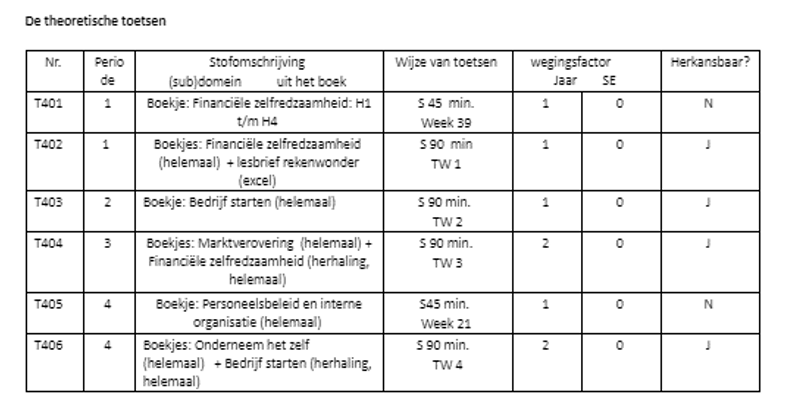 De theoretische toetsen
Nr. Perio Stofomschrijving Wijze van toetsen wegingsfactor Herkansbaar?
de (sub)domein uit het boek Jaar SE
T401 1 Boekje: Financiële zelfredzaamheid: H1 S 45 min. 1 0 N
t/m H4 Week 39
T402 1 Boekjes: Financiële zelfredzaamheid S 90 min 1 0 J
(helemaal) + lesbrief rekenwonder TW 1
(excel)
T403 2 Boekje: Bedrijf starten (helemaal) S 90 min. 1 0 J
TW 2
T404 3 Boekjes: Marktverovering (helemaal) + S 90 min. 2 0 J
Financiële zelfredzaamheid (herhaling, TW 3
helemaal)
T405 4 Boekje: Personeelsbeleid en interne S45 min. 1 0 N
organisatie (helemaal) Week 21
T406 4 Boekjes: Onderneem het zelf S 90 min. 2 0 J
(helemaal) + Bedrijf starten (herhaling, TW 4
helemaal)